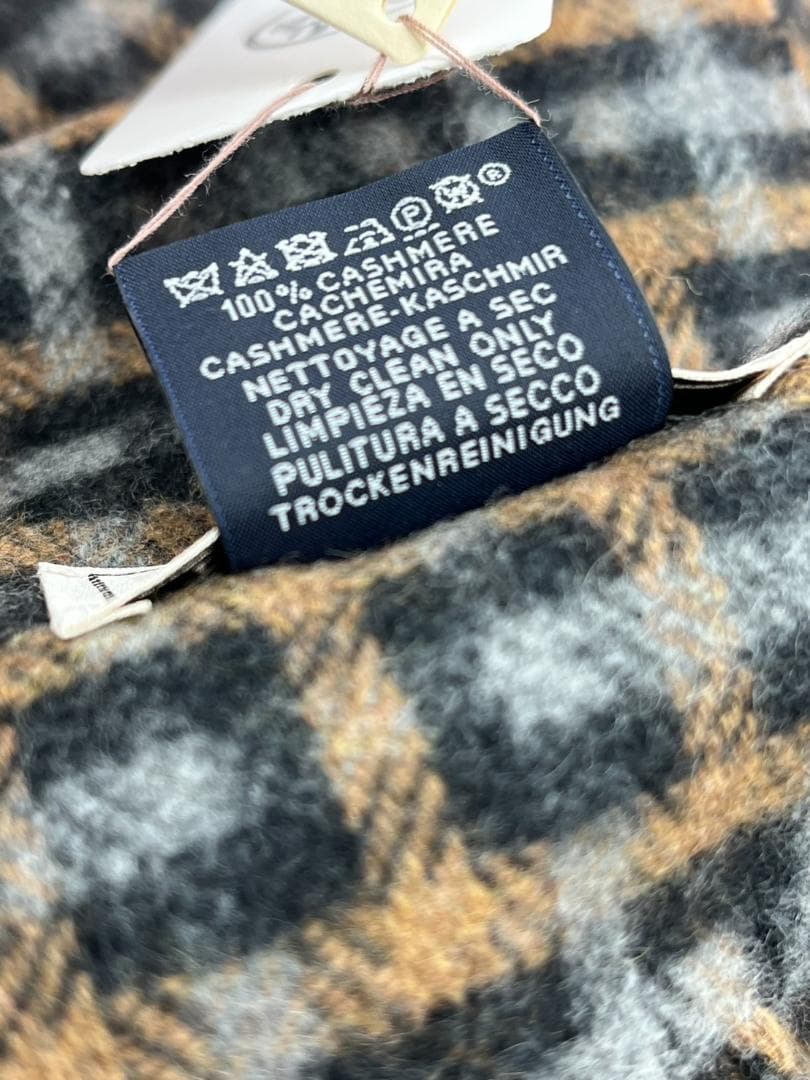 100% CASHMERE
CACHEMIRA
CASHMERE-KASCHMIR
NETTOYAGE A SEC
DRY CLEAN ONLY
LIMPIEZA EN SECO
PULITURA A SECCO
TROCKENREINIGUNG